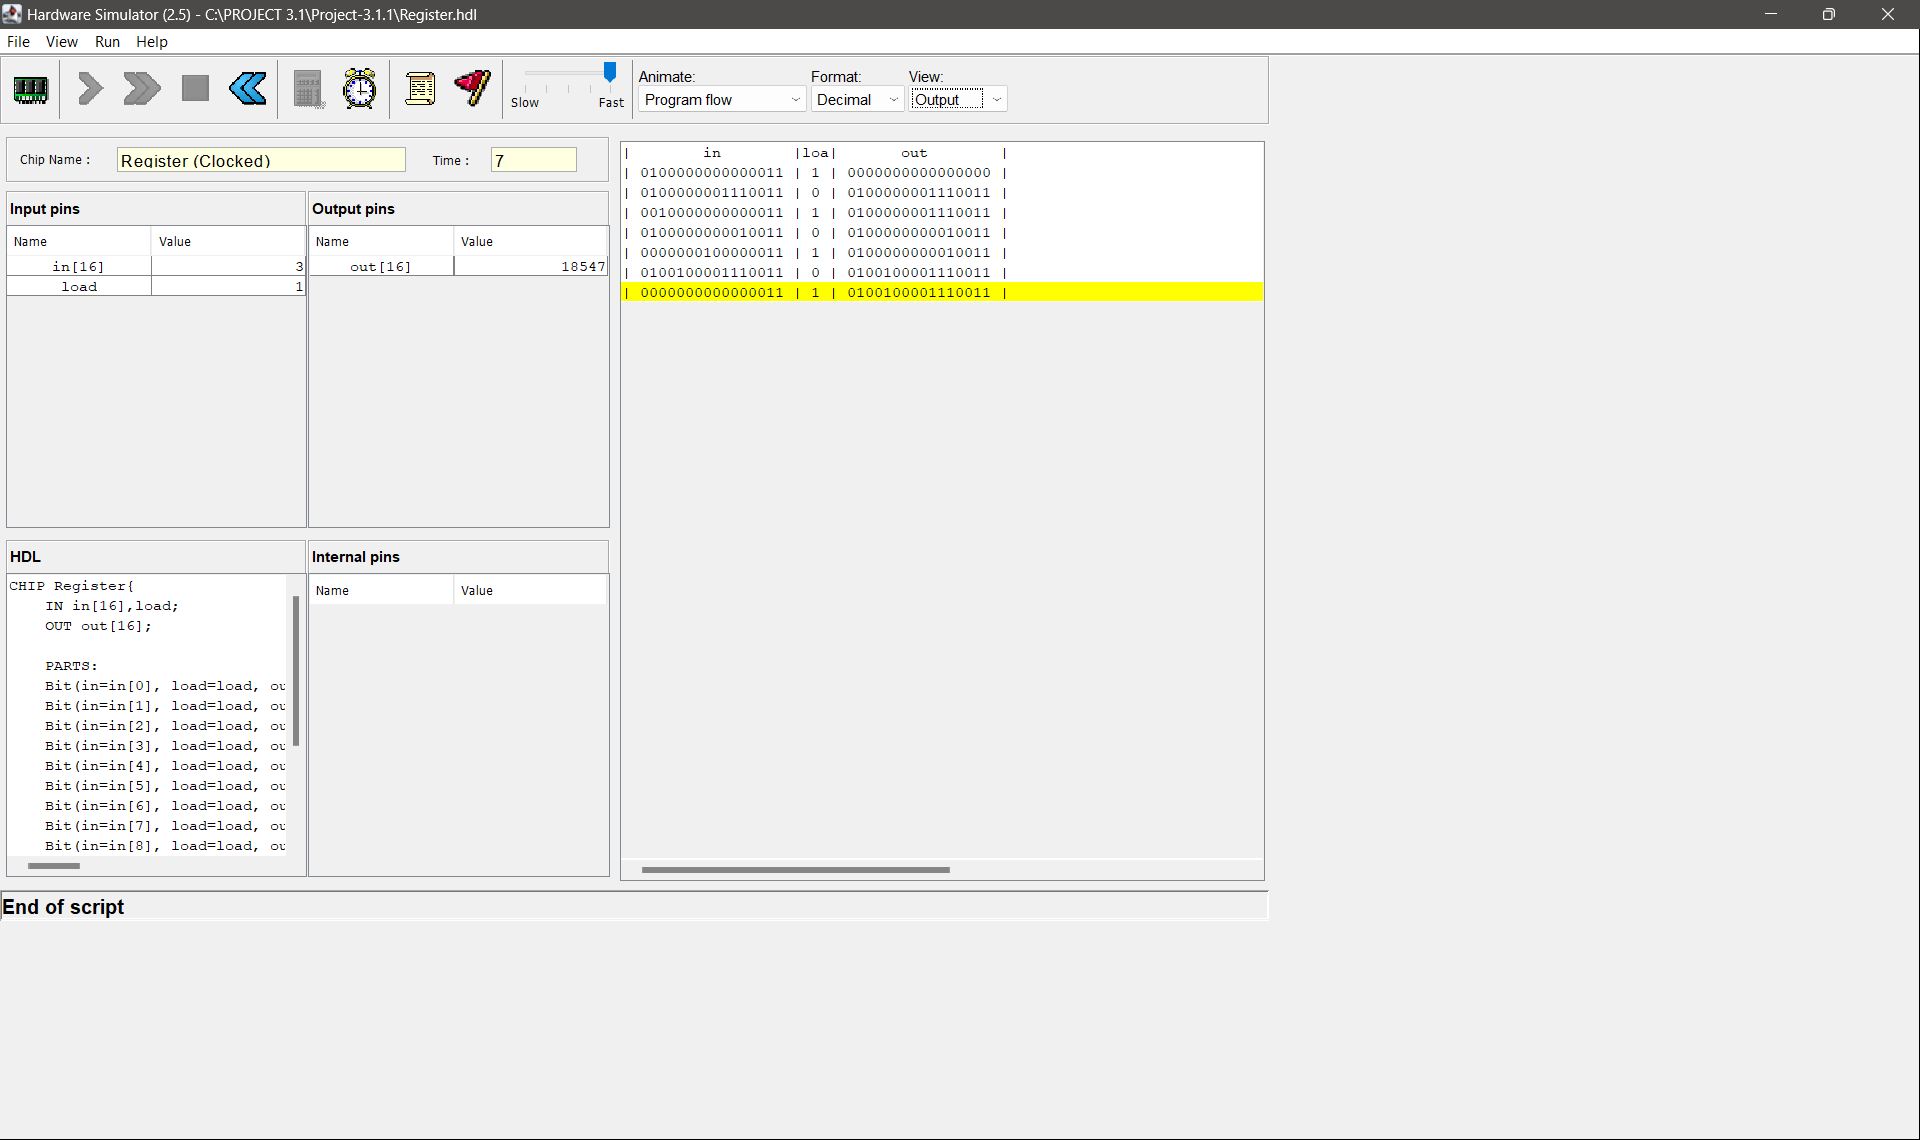 Hardware Simulator (2.5) - C:\PROJECT 3.1\Project-3.1.1\Register.hdl
File View Run Help
Slow Fast
Animate: Format: View:
Program flow Decimal Output
Chip Name : Register (Clocked) Time : 7
Input pins
Name Value
in[16] 3
load 1
Output pins
Name Value
out[16] 18547
HDL
CHIP Register{
IN in[16],load;
OUT out[16];
PARTS:
Bit(in=in[0], load=load, ou
Bit(in=in[1], load=load, ou
Bit(in=in[2], load=load, ou
Bit(in=in[3], load=load, ou
Bit(in=in[4], load=load, ou
Bit(in=in[5], load=load, ou
Bit(in=in[6], load=load, ou
Bit(in=in[7], load=load, ou
Bit(in=in[8], load=load, ou
Internal pins
Name Value
| in |loa| out |
| 0100000000000011 | 1 | 0000000000000000 |
| 0100000001110011 | 0 | 0100000001110011 |
| 0010000000000011 | 1 | 0100000001110011 |
| 0100000000010011 | 0 | 0100000000010011 |
| 0000000100000011 | 1 | 0100000000010011 |
| 0100100001110011 | 0 | 0100100001110011 |
| 0000000000000011 | 1 | 0100100001110011 |
End of script